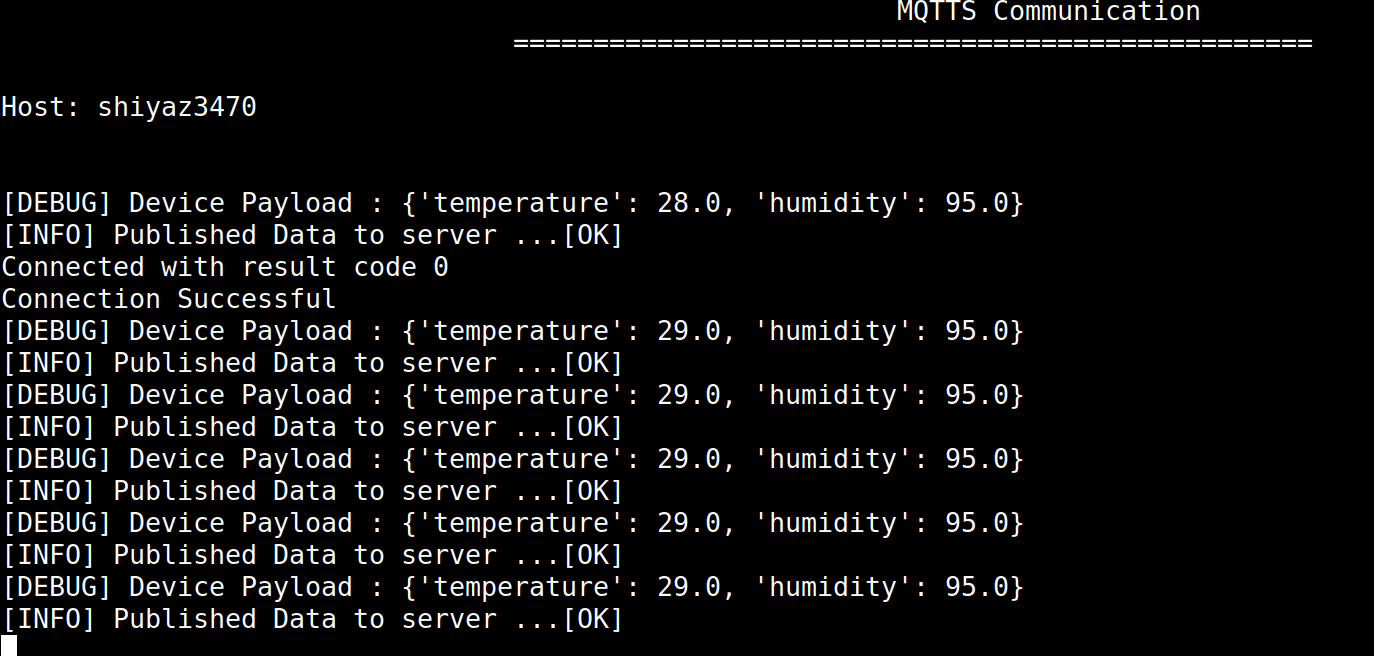 MQTTS Communication
==================================================
Host: shiyaz3470
[DEBUG] Device Payload : {'temperature': 28.0, 'humidity': 95.0}
[INFO] Published Data to server ...[OK]
Connected with result code 0
Connection Successful
[DEBUG] Device Payload : {'temperature': 29.0, 'humidity': 95.0}
[INFO] Published Data to server ...[OK]
[DEBUG] Device Payload : {'temperature': 29.0, 'humidity': 95.0}
[INFO] Published Data to server ...[OK]
[DEBUG] Device Payload : {'temperature': 29.0, 'humidity': 95.0}
[INFO] Published Data to server ...[OK]
[DEBUG] Device Payload : {'temperature': 29.0, 'humidity': 95.0}
[INFO] Published Data to server ...[OK]
[DEBUG] Device Payload : {'temperature': 29.0, 'humidity': 95.0}
[INFO] Published Data to server ...[OK]